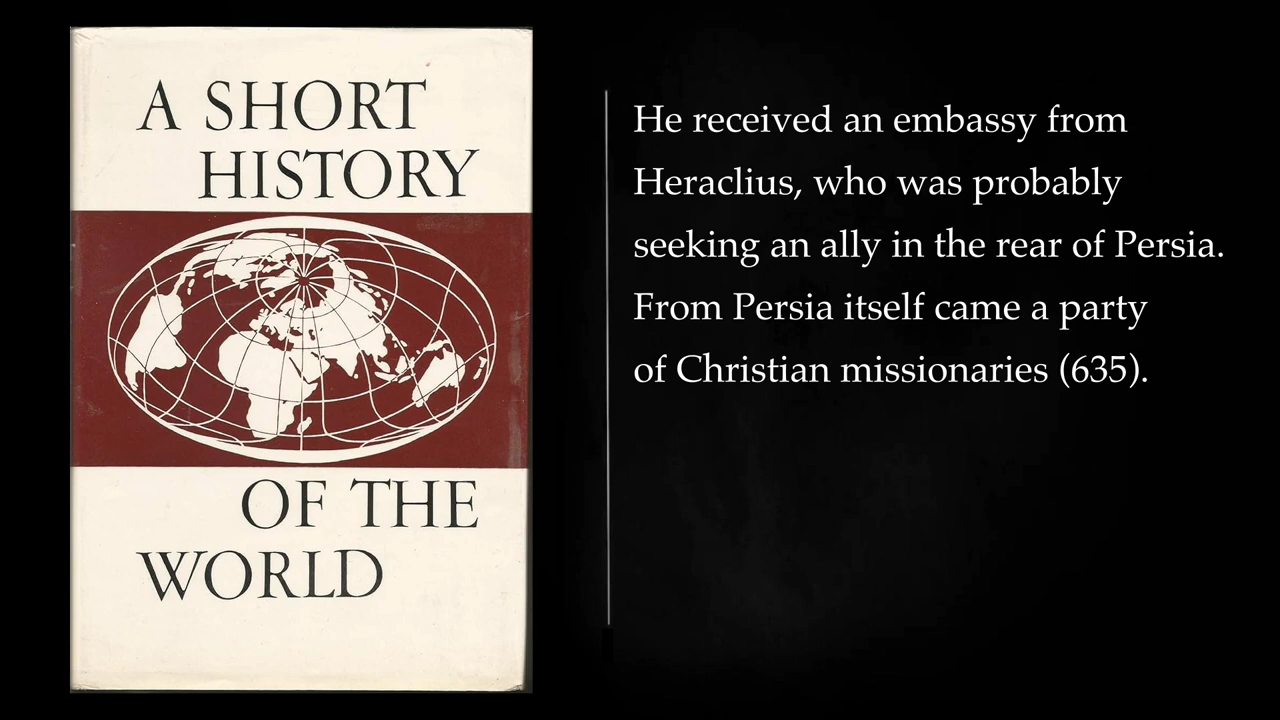 A SHORT
HISTORY
OF THE
WORLD
He received an embassy from
Heraclius, who was probably
seeking an ally in the rear of Persia.
From Persia itself came a party
of Christian missionaries (635).